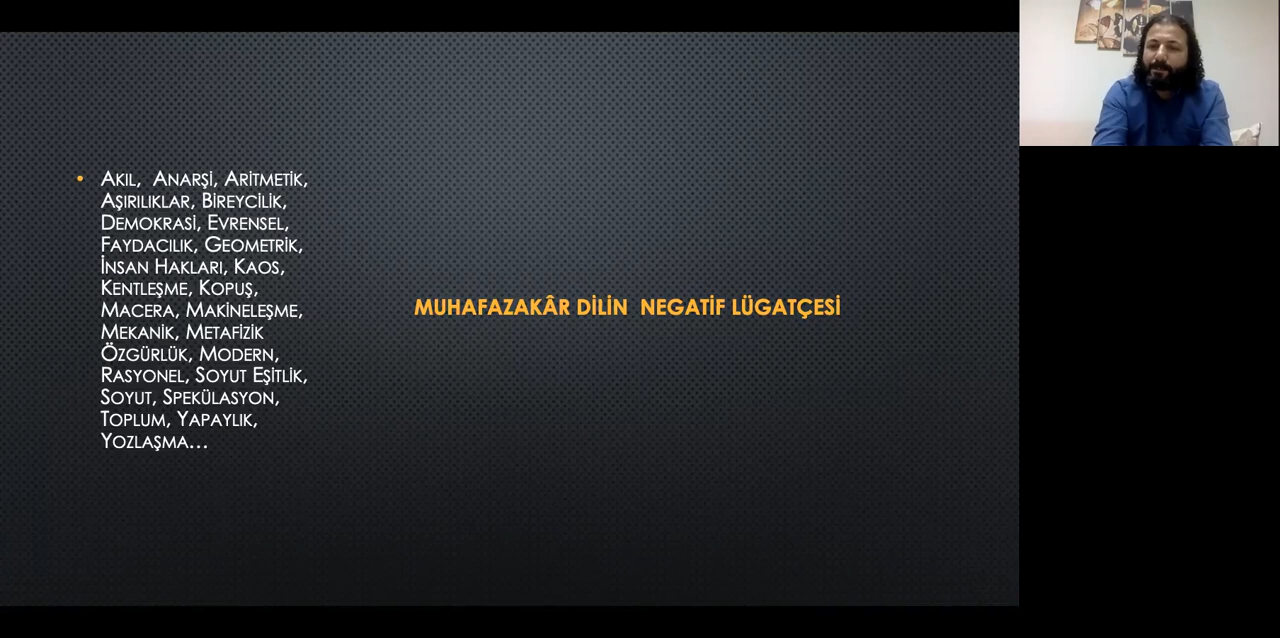 • Akıl,  Anarşi, Aritmetik,
Aşırılıklar, Bireycilik,
Demokrasi, Evrensel,
Faydacılık, Geometrik,
İnsan Hakları, Kaos,
Kentleşme, Kopuş,
Macera, Makineleşme,
Mekanik, Metafizik
Özgürlük, Modern,
Rasyonel, Soyut Eşitlik,
Soyut, Spekülasyon,
Toplum, Yapaylık,
Yozlaşma…
MUHAFAZAKÂR DİLİN  NEGATİF LÜGATÇESİ